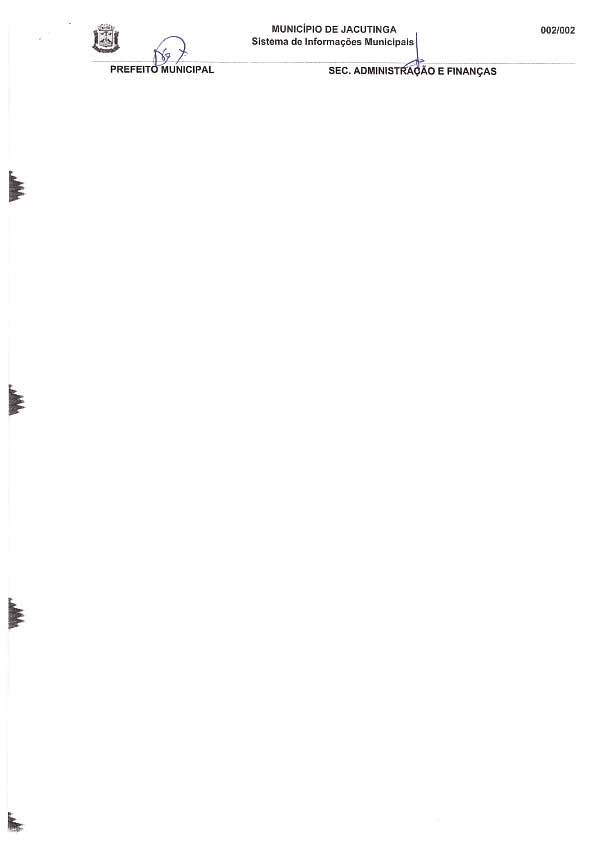 MUNICÍPIO DE JACUTINGA
002/002
Sistema de Informações Municipais
PREFEITO MUNICIPAL
SEC. ADMINISTRAÇÃO E FINANÇAS